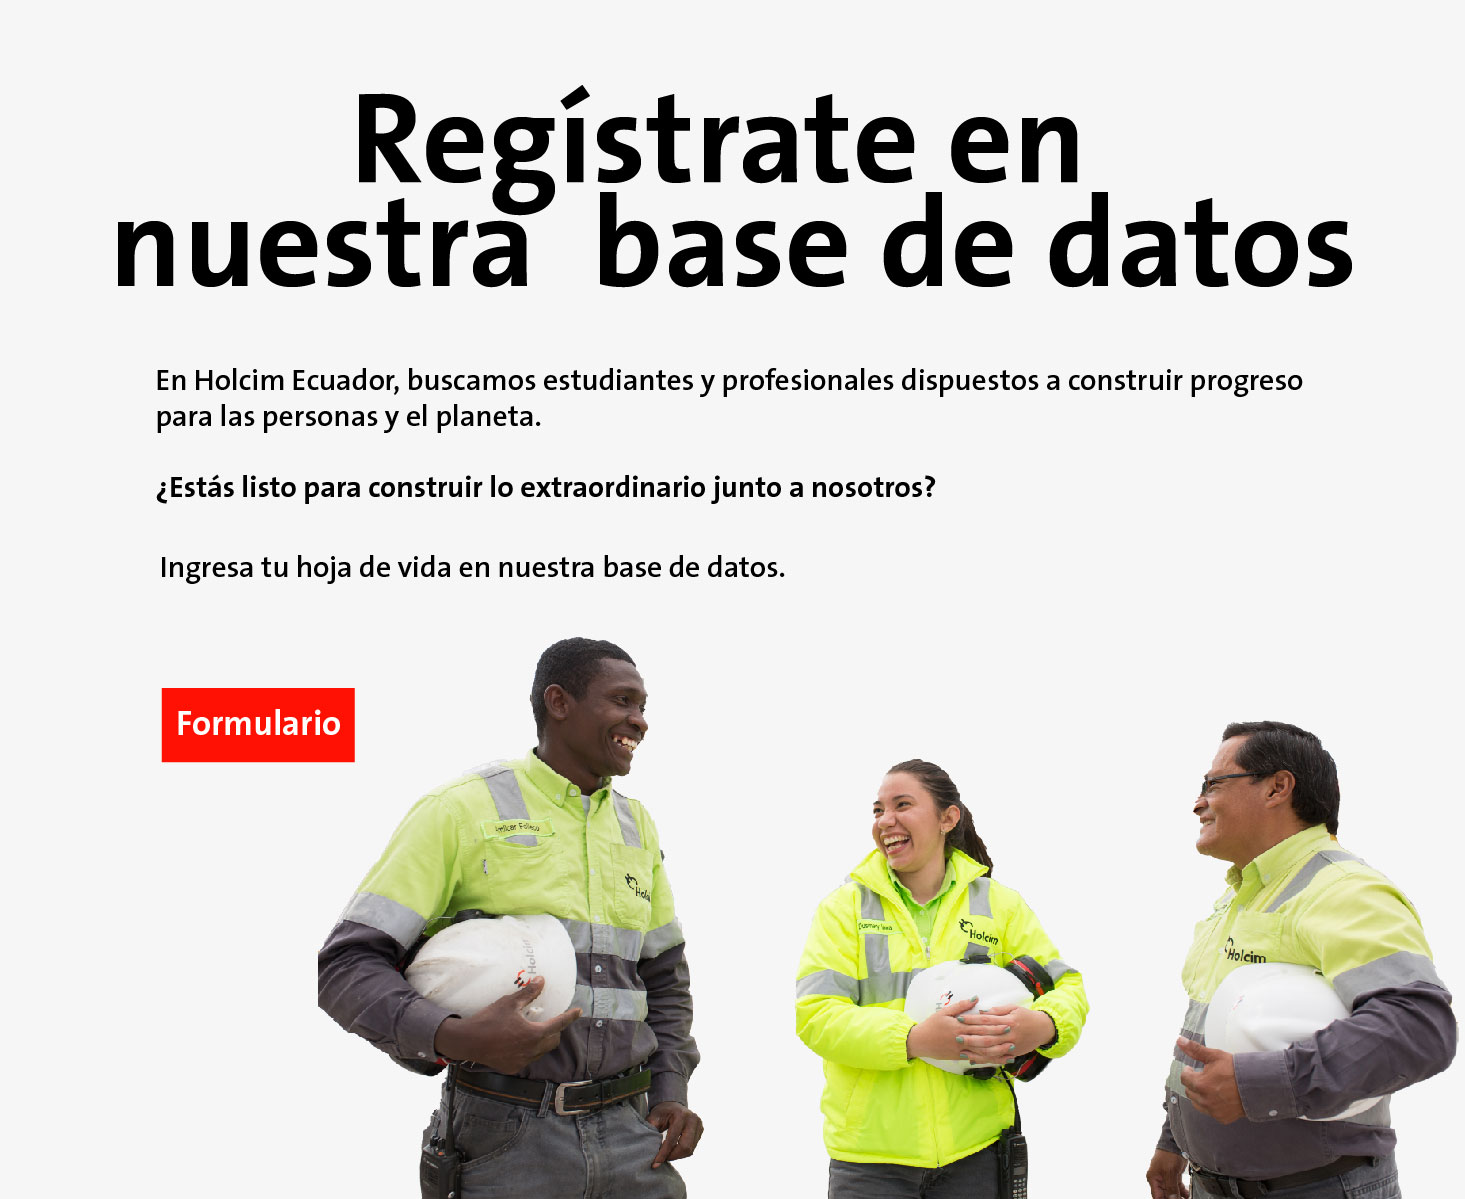 Regístrate en
nuestra base de datos
En Holcim Ecuador, buscamos estudiantes y profesionales dispuestos a construir progreso
para las personas y el planeta.
¿Estás listo para construir lo extraordinario junto a nosotros?
Ingresa tu hoja de vida en nuestra base de datos.
Formulario
Holcim
Holcim
Holcim